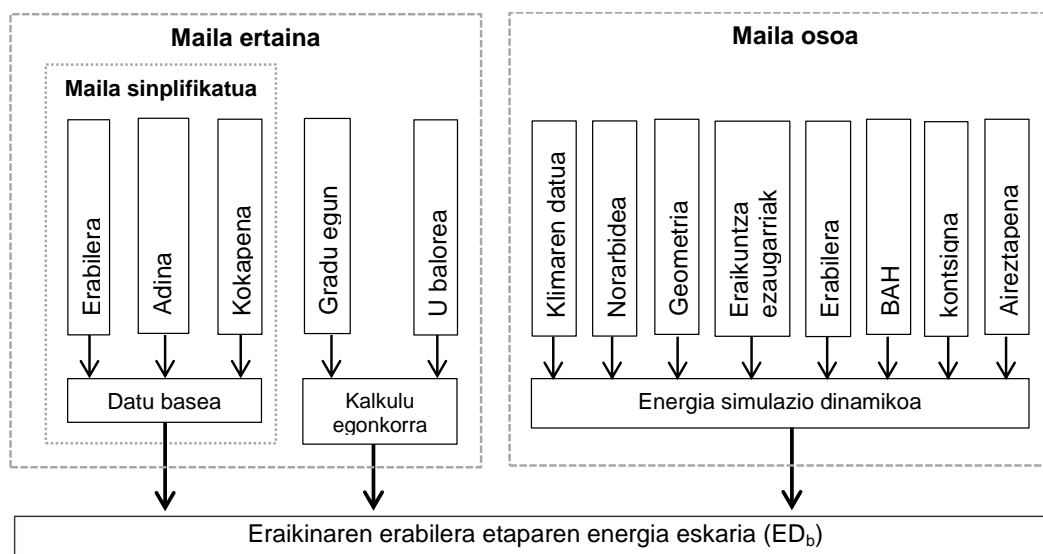 Maila ertaina
Maila osoa
Maila sinplifikatua
Erabilera
Adina
Kokapena
Gradu egun
U balorea
Klimaren datua
Norarbidea
Geometria
Eraikuntza
ezaugarriak
Erabilera
BAH
kontsigna
Aireztapena
Datu basea
Kalkulu
egonkorra
Energia simulazio dinamikoa
Eraikinaren erabilera etaparen energia eskaria (EDb)